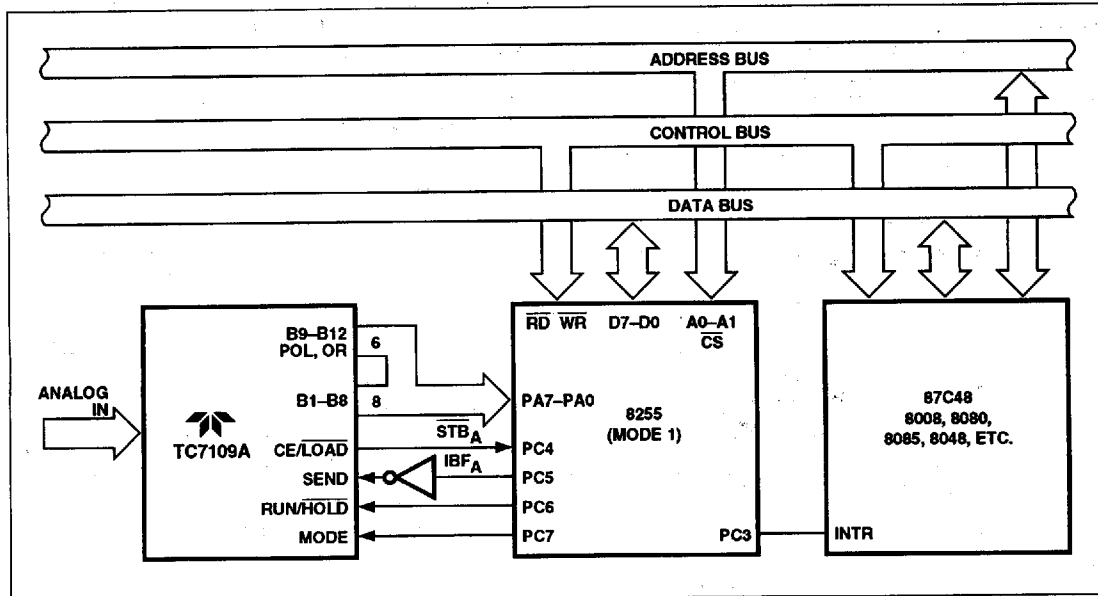 ADDRESS BUS
CONTROL BUS
DATA BUS
ANALOG
IN
TC7109A
B9–B12
POL, OR
6
B1–B8
8
CE/LOAD
SEND
RUN/HOLD
MODE
STBA
IBFA
RD WR
D7–D0
A0–A1
CS
PA7–PA0
8255
(MODE 1)
PC4
PC5
PC6
PC7
PC3
87C48
8008, 8080,
8085, 8048, ETC.
INTR